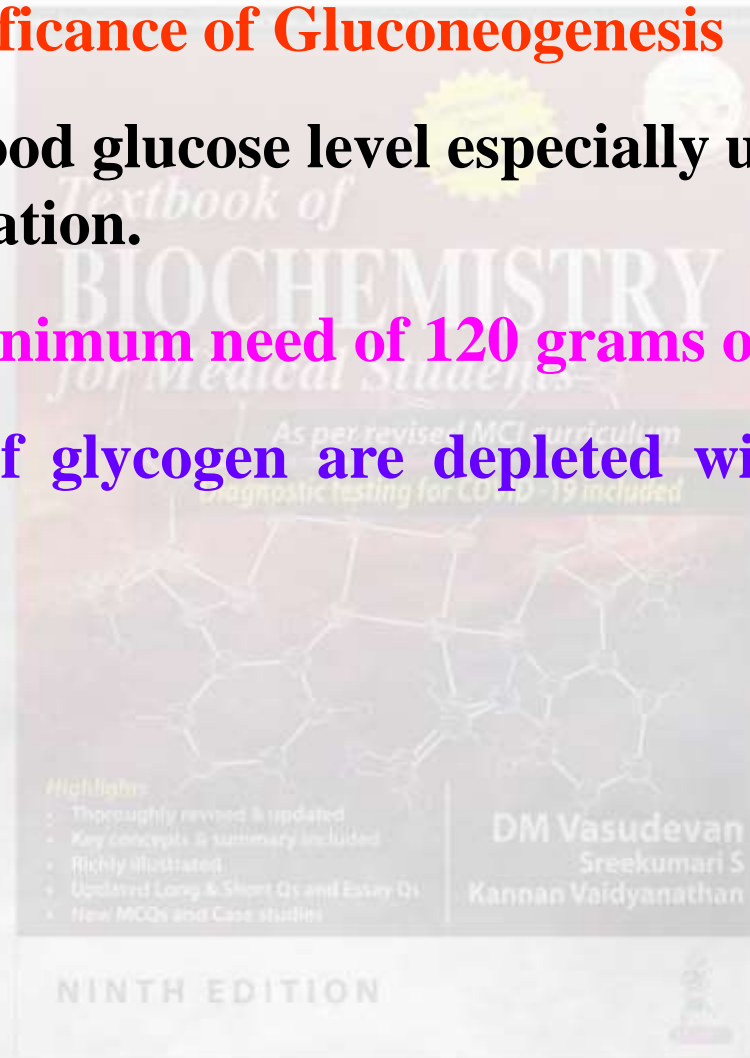 ficance of Gluconeogenesis
ood glucose level especially u
ation.
nimum need of 120 grams o
f glycogen are depleted wi
Textbook of
BIOCHEMISTRY
for Medical Students
As per revised MCI curriculum
Diagnostic testing for COVID-19 included
Highlights
• Thoroughly revised & updated
• Key concepts & summary included
• Richly illustrated
• Updated Long & Short Qs and Essay Qs
• New MCQs and Case studies
DM Vasudevan
Sreekumari S
Kannan Vaidyanathan
NINTH EDITION